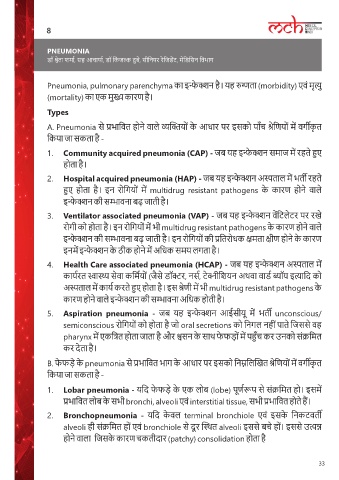 8
mch
PNEUMONIA
डॉ श्वेता शर्मा, सह आचार्या, डॉ किंजल्क दुबे, सीनियर रेजिडेंट, मेडिसिन विभाग
Pneumonia, pulmonary parenchyma का इन्फेक्शन है। यह रुग्णता (morbidity) एवं मृत्यु
(mortality) का एक मुख्य कारण है।
Types
A. Pneumonia से प्रभावित होने वाले व्यक्तियों के आधार पर इसको पाँच श्रेणियों में वर्गीकृत
किया जा सकता है -
1. Community acquired pneumonia (CAP) - जब यह इन्फेक्शन समाज में रहते हुए
होता है।
2. Hospital acquired pneumonia (HAP) - जब यह इन्फेक्शन अस्पताल में भर्ती रहते
हुए होता है। इन रोगियों में multidrug resistant pathogens के कारण होने वाले
इन्फेक्शन की सम्भावना बढ़ जाती है।
3. Ventilator associated pneumonia (VAP) - जब यह इन्फेक्शन वेंटिलेटर पर रखे
रोगी को होता है। इन रोगियों में भी multidrug resistant pathogens के कारण होने वाले
इन्फेक्शन की सम्भावना बढ़ जाती है। इन रोगियों की प्रतिरोधक क्षमता क्षीण होने के कारण
इनमें इन्फेक्शन के ठीक होने में अधिक समय लगता है।
4. Health Care associated pneumonia (HCAP) - जब यह इन्फेक्शन अस्पताल में
कार्यरत स्वास्थ्य सेवा कर्मियों (जैसे डॉक्टर, नर्स, टेक्नीशियन अथवा वार्ड ब्यॉय इत्यादि को
अस्पताल में कार्य करते हुए होता है। इस श्रेणी में भी multidrug resistant pathogens के
कारण होने वाले इन्फेक्शन की सम्भावना अधिक होती है।
5. Aspiration pneumonia - जब यह इन्फेक्शन आईसीयू में भर्ती unconscious/
semiconscious रोगियों को होता है जो oral secretions को निगल नहीं पाते जिससे वह
pharynx में एकत्रित होता जाता है और श्वसन के साथ फेफड़ों में पहुँच कर उनको संक्रमित
कर देता है।
B. फेफड़े के pneumonia से प्रभावित भाग के आधार पर इसको निम्नलिखित श्रेणियों में वर्गीकृत
किया जा सकता है -
1. Lobar pneumonia - यदि फेफड़े के एक लोब (lobe) पूर्णरूप से संक्रमित हो। इसमें
प्रभावित लोब के सभी bronchi, alveoli एवं interstitial tissue, सभी प्रभावित होते हैं।
2. Bronchopneumonia - यदि केवल terminal bronchiole एवं इसके निकटवर्ती
alveoli ही संक्रमित हों एवं bronchiole से दूर स्थित alveoli इससे बचे हों। इससे उत्पन्न
होने वाला जिसके कारण चकतीदार (patchy) consolidation होता है
33